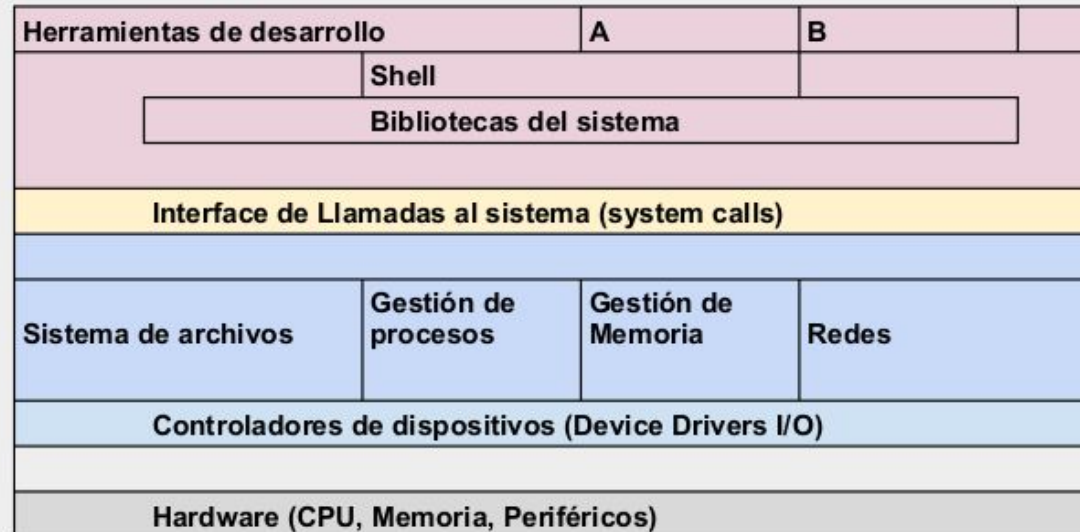 Herramientas de desarrollo A B
Shell
Bibliotecas del sistema
Interface de Llamadas al sistema (system calls)
Sistema de archivos
Gestión de
procesos
Gestión de
Memoria
Redes
Controladores de dispositivos (Device Drivers I/O)
Hardware (CPU, Memoria, Periféricos)